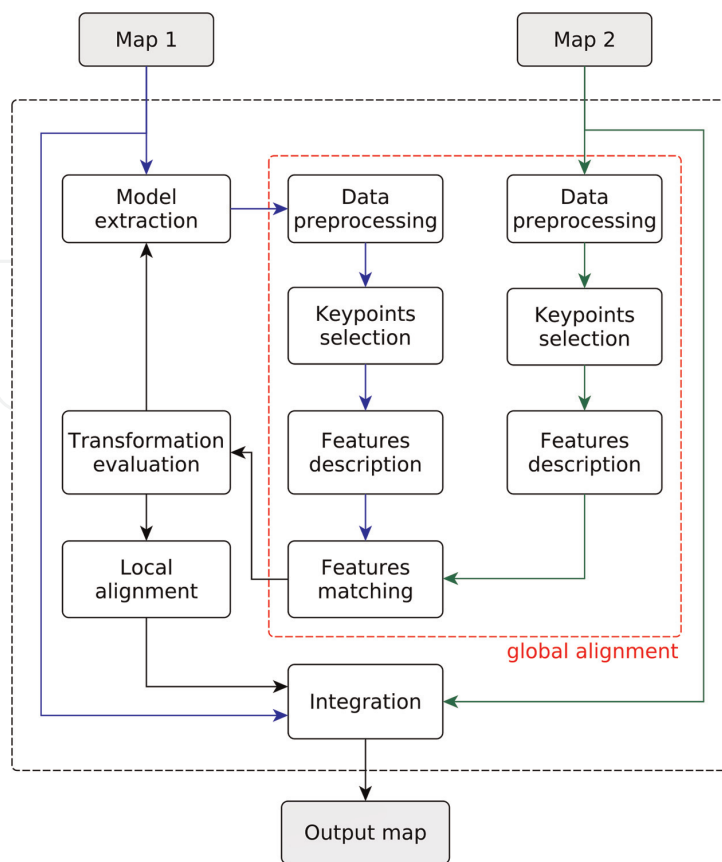 Map 1
Map 2
Model
extraction
Data
preprocessing
Data
preprocessing
Keypoints
selection
Keypoints
selection
Transformation
evaluation
Features
description
Features
description
Local
alignment
Features
matching
global alignment
Integration
Output map